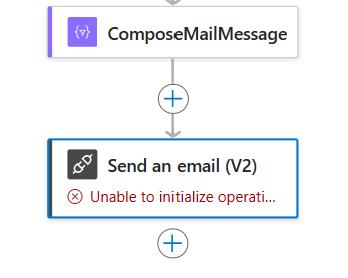 ComposeMailMessage
Send an email (V2)
Unable to initialize operati...